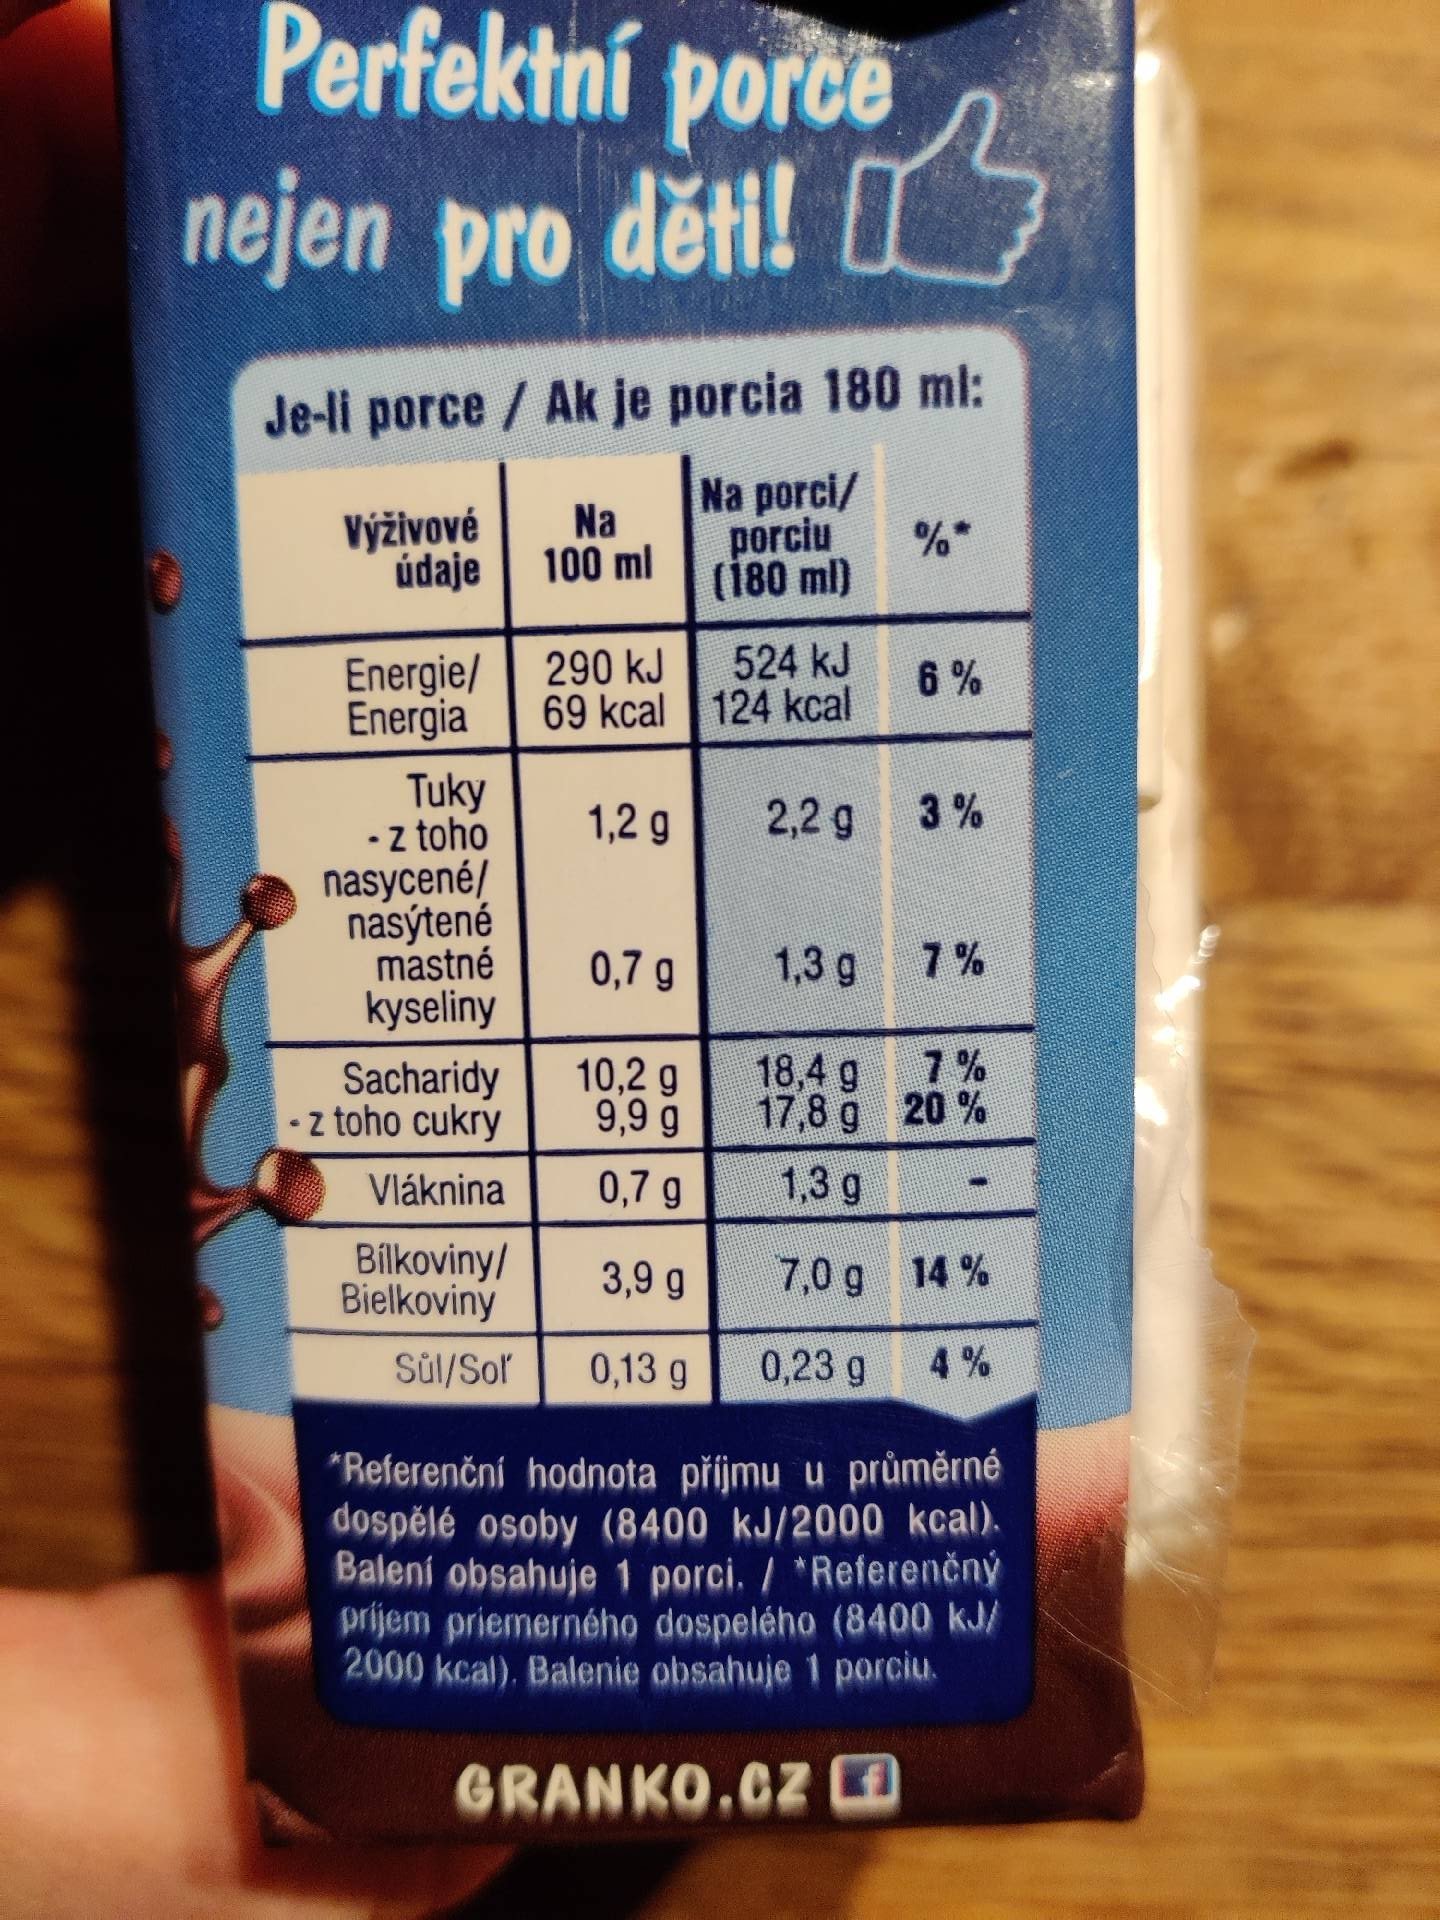 Perfektní porce
nejen pro děti!
Je-li porce / Ak je porcia 180 ml:
Výživové údaje | Na 100 ml | Na porci/ porciu (180 ml) | %*
Energie/ Energia | 290 kJ 69 kcal | 524 kJ 124 kcal | 6 %
Tuky | 1,2 g | 2,2 g | 3 %
- z toho nasycené/ nasýtené mastné kyseliny | 0,7 g | 1,3 g | 7 %
Sacharidy | 10,2 g | 18,4 g | 7 %
- z toho cukry | 9,9 g | 17,8 g | 20 %
Vláknina | 0,7 g | 1,3 g | -
Bílkoviny/ Bielkoviny | 3,9 g | 7,0 g | 14 %
Sůl/Soľ | 0,13 g | 0,23 g | 4 %
*Referenční hodnota příjmu u průměrné
dospělé osoby (8400 kJ/2000 kcal).
Balení obsahuje 1 porci. / *Referenčný
príjem priemerného dospelého (8400 kJ/
2000 kcal). Balenie obsahuje 1 porciu.
GRANKO.CZ f